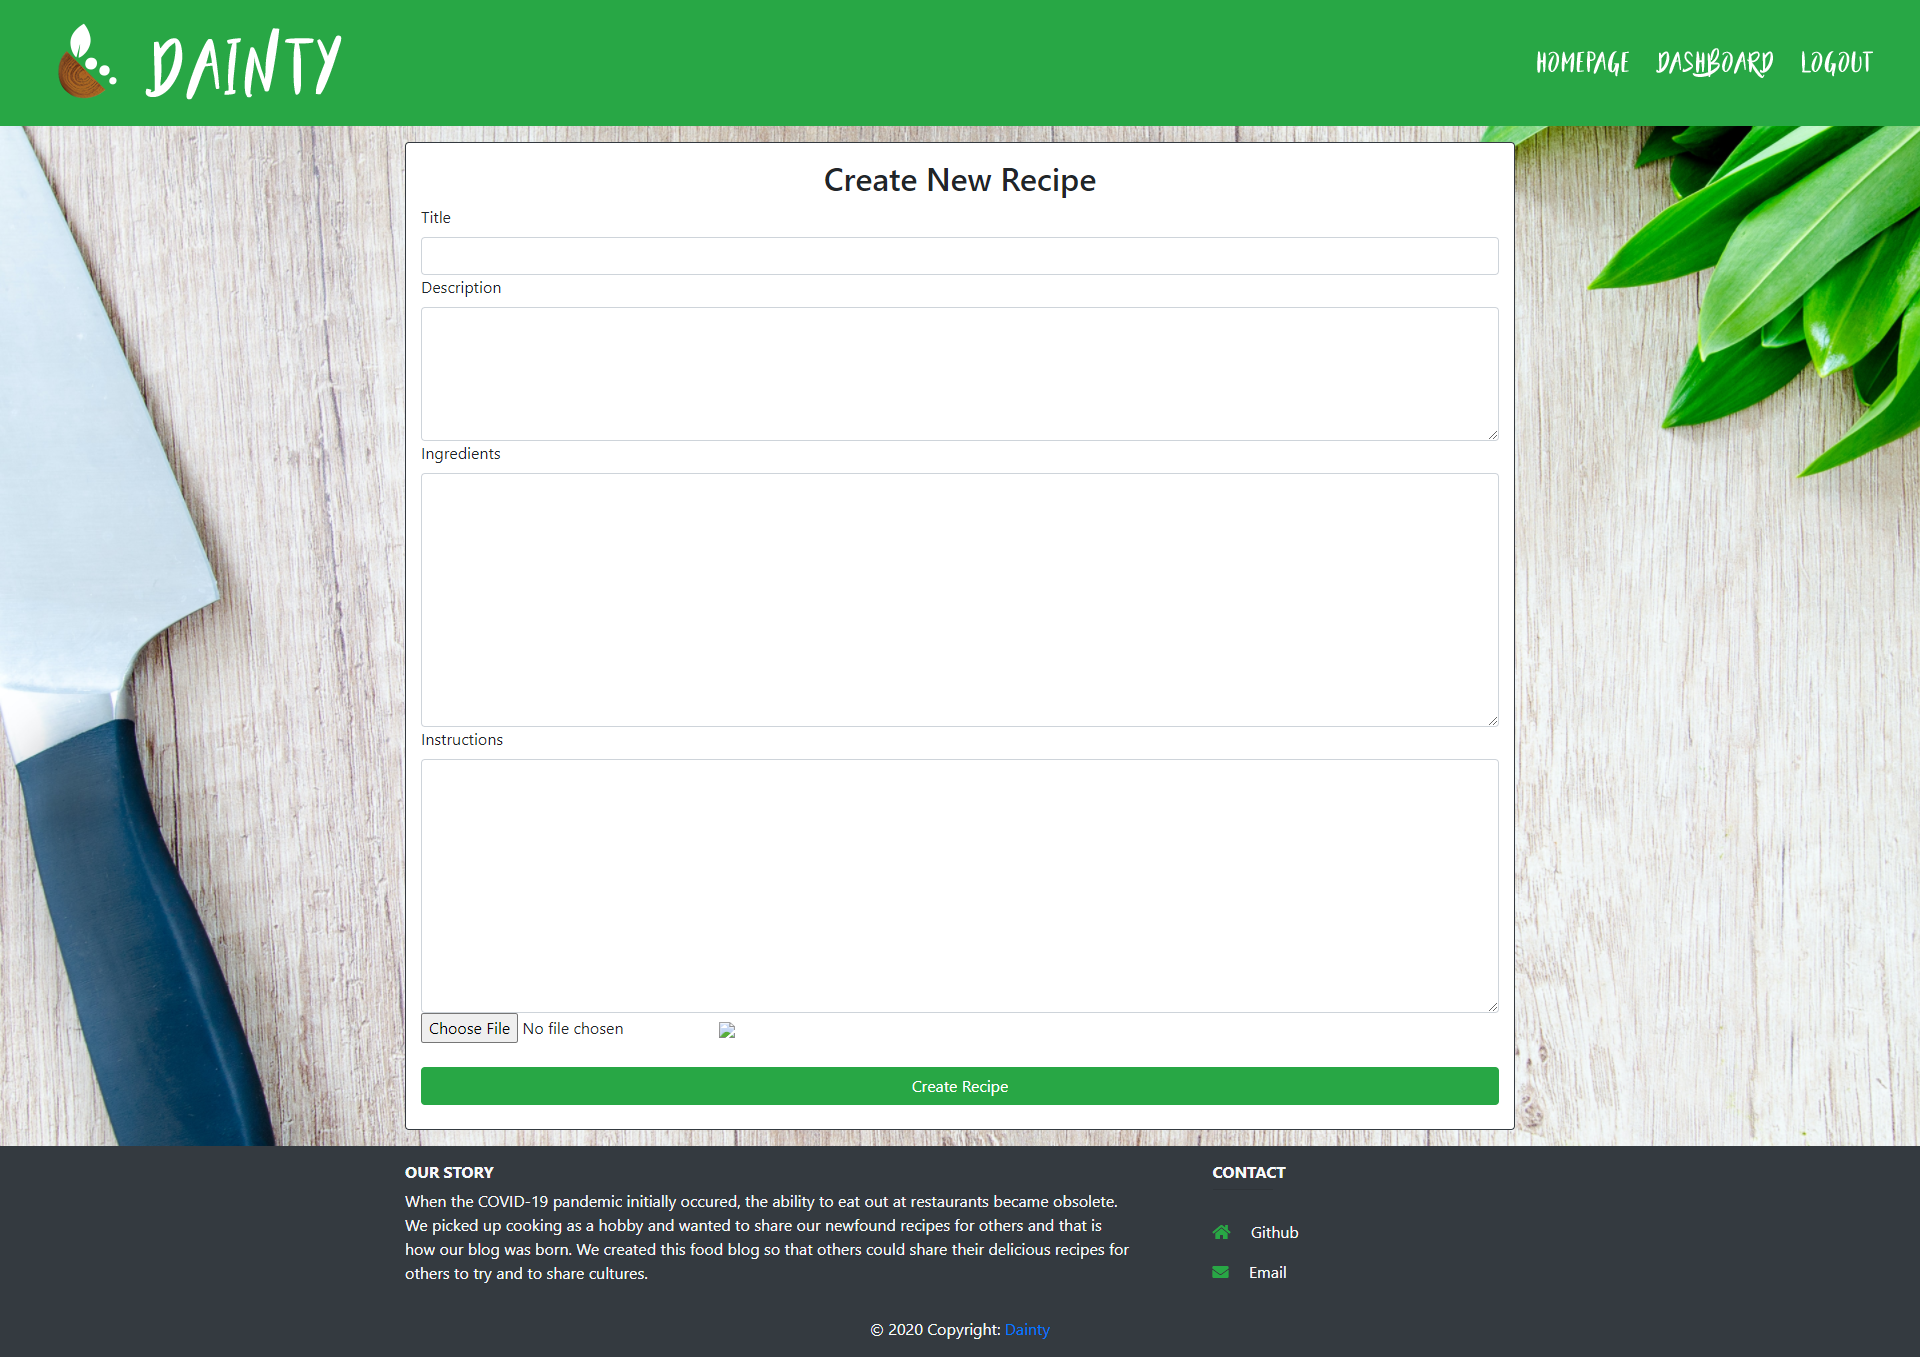 DAINTY
HOMEPAGE DASHBOARD LOGOUT
Create New Recipe
Title
Description
Ingredients
Instructions
Choose File No file chosen
Create Recipe
OUR STORY
When the COVID-19 pandemic initially occured, the ability to eat out at restaurants became obsolete.
We picked up cooking as a hobby and wanted to share our newfound recipes for others and that is
how our blog was born. We created this food blog so that others could share their delicious recipes for
others to try and to share cultures.
CONTACT
Github
Email
© 2020 Copyright: Dainty